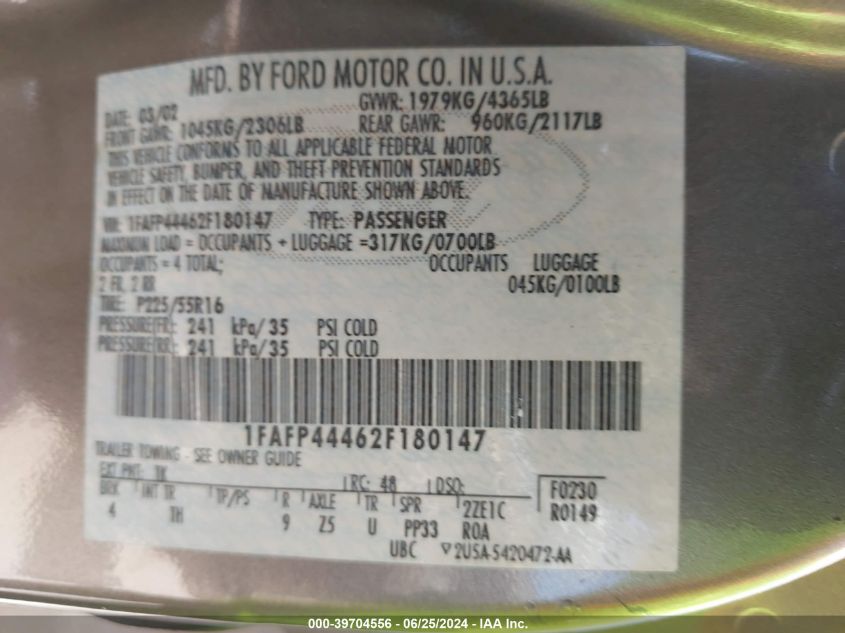 MFD. BY FORD MOTOR CO. IN U.S.A.
DATE: 03/02 GVWR: 1979KG/4365LB
FRONT GAWR: 1045KG/2306LB REAR GAWR: 960KG/2117LB
THIS VEHICLE CONFORMS TO ALL APPLICABLE FEDERAL MOTOR
VEHICLE SAFETY, BUMPER, AND THEFT PREVENTION STANDARDS
IN EFFECT ON THE DATE OF MANUFACTURE SHOWN ABOVE.
VIN: 1FAFP44462F180147 TYPE: PASSENGER
MAXIMUM LOAD = OCCUPANTS + LUGGAGE =317KG/0700LB
OCCUPANTS = 4 TOTAL; OCCUPANTS LUGGAGE
2 FR, 2 RR 045KG/0100LB
TIRE: P225/55R16
PRESSURE(FR): 241 kPa/35 PSI COLD
PRESSURE(RR): 241 kPa/35 PSI COLD
1FAFP44462F180147
TRAILER TOWING - SEE OWNER GUIDE
EXT PNT: TK RC: 48 DSO: F0230
BRK INT TR TP/PS R AXLE TR SPR 2ZE1C R0149
4 TH 9 Z5 U PP33 ROA
UBC ▽2U5A-5420472-AA
000-39704556 / 06/25/2024 - IAA Inc.